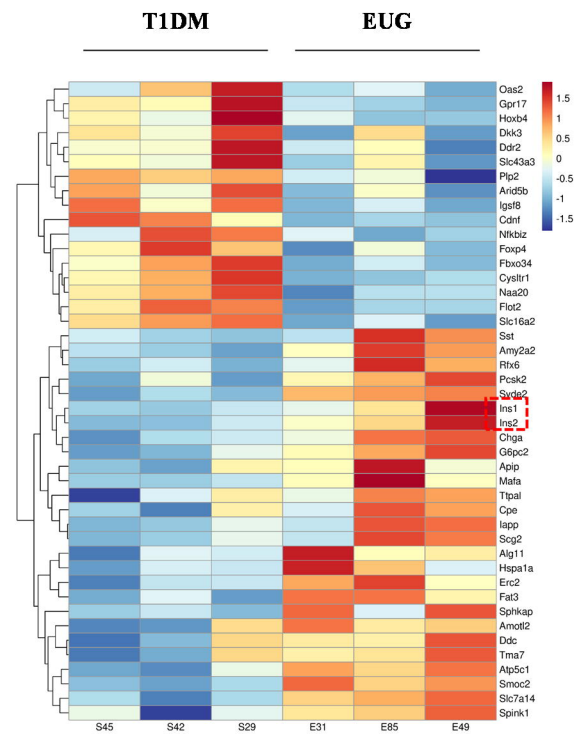 T1DM EUG
Oas2
Gpr17
Hoxb4
Dkk3
Ddr2
Slc43a3
Plp2
Arid5b
Igsf8
Cdnf
Nfkbiz
Foxp4
Fbxo34
Cysltr1
Naa20
Flot2
Slc16a2
Sst
Amy2a2
Rfx6
Pcsk2
Syde2
Ins1
Ins2
Chga
G6pc2
Apip
Mafa
Ttpal
Cpe
Iapp
Scg2
Alg11
Hspa1a
Erc2
Fat3
Sphkap
Amotl2
Ddc
Tma7
Atp5c1
Smoc2
Slc7a14
Spink1
1.5
1
0.5
0
-0.5
-1
-1.5
S45 S42 S29 E31 E85 E49